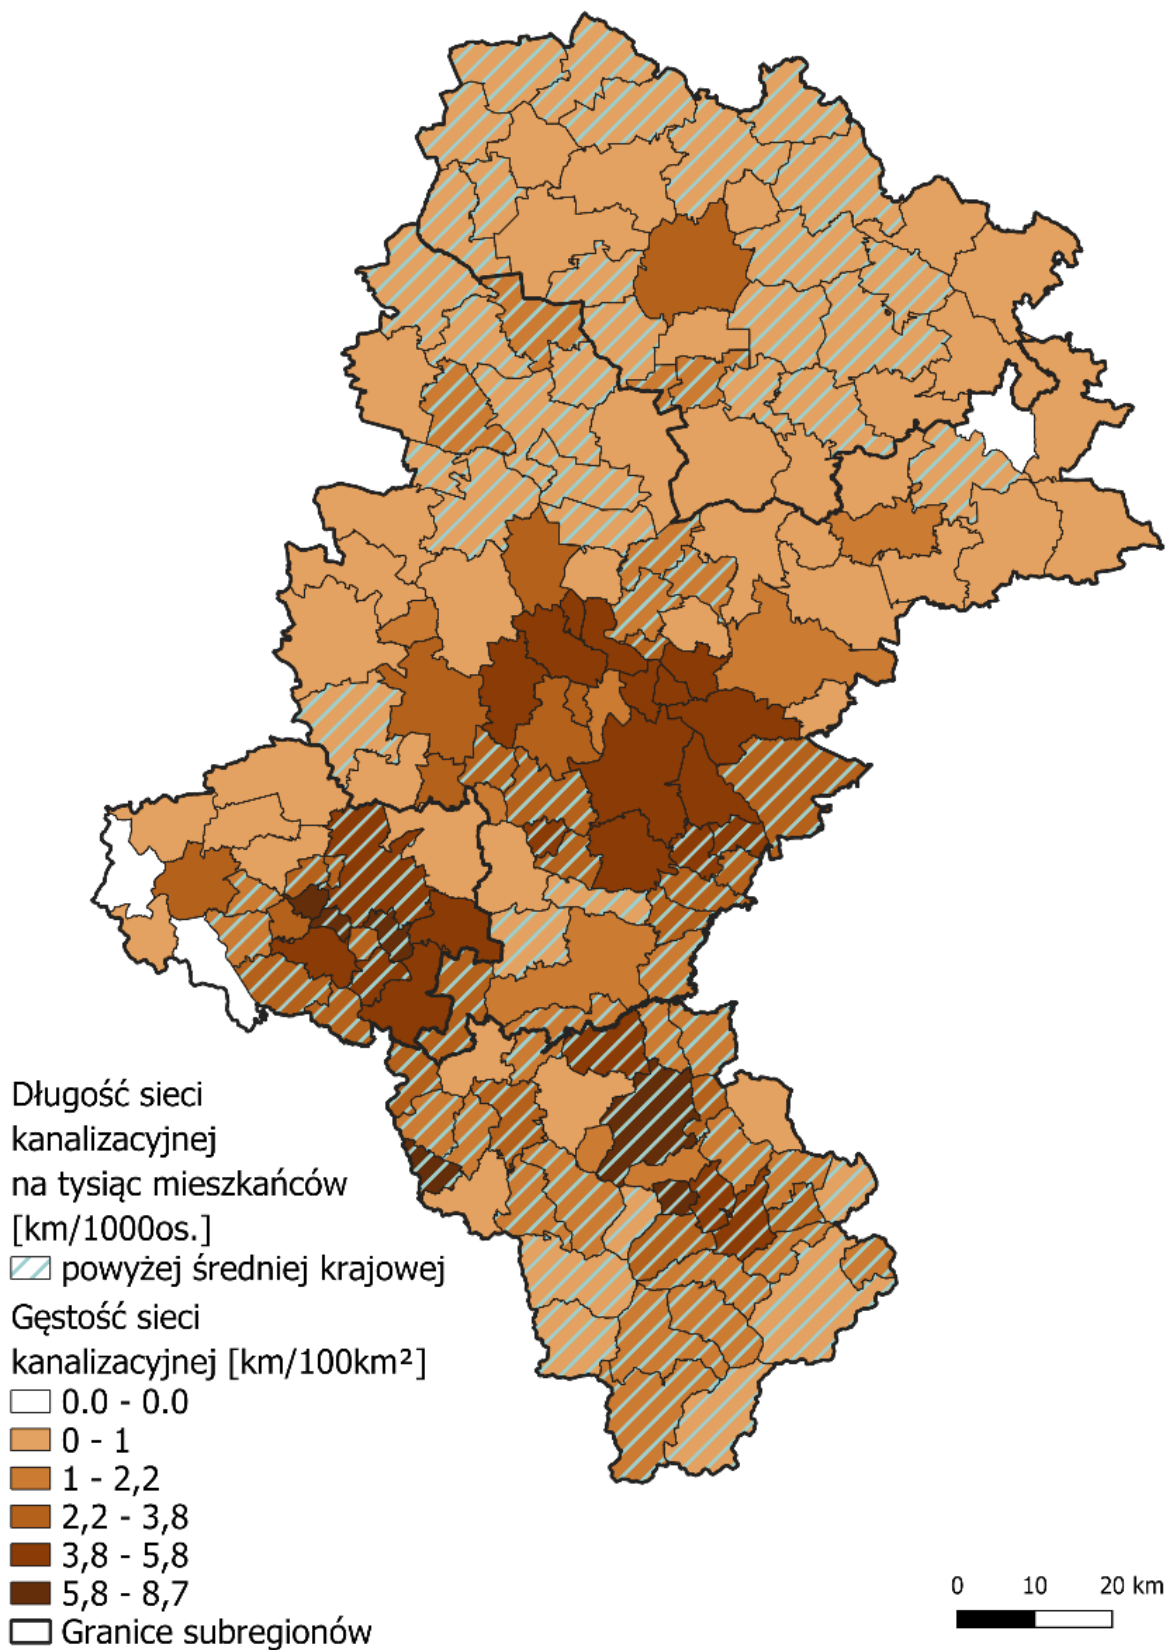 Długość sieci
kanalizacyjnej
na tysiąc mieszkańców
[km/1000os.]
powyżej średniej krajowej
Gęstość sieci
kanalizacyjnej [km/100km²]
0.0 - 0.0
0 - 1
1 - 2,2
2,2 - 3,8
3,8 - 5,8
5,8 - 8,7
Granice subregionów
0 10 20 km